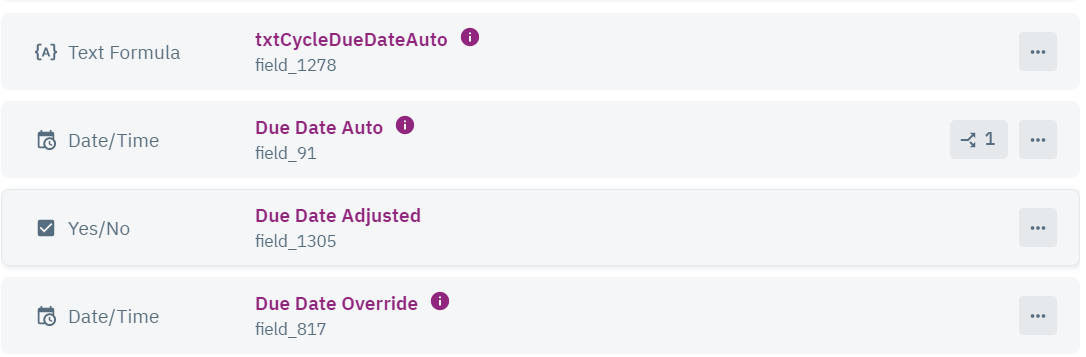 {A} Text Formula
txtCycleDueDateAuto
field_1278
Date/Time
Due Date Auto
field_91
1
Yes/No
Due Date Adjusted
field_1305
Date/Time
Due Date Override
field_817